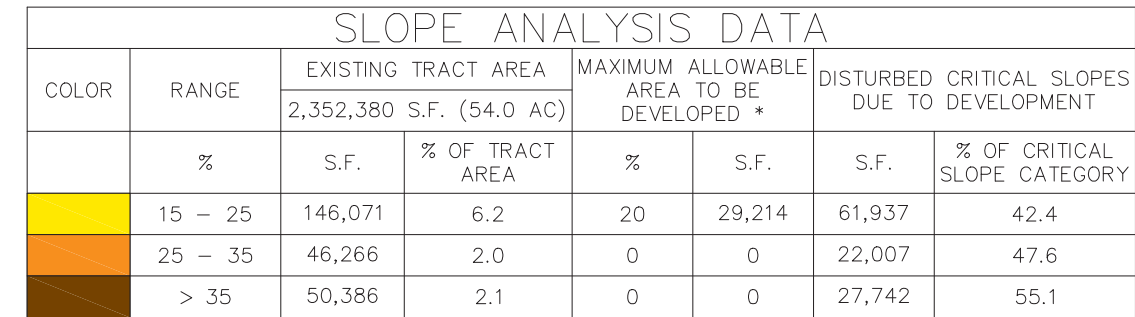 SLOPE ANALYSIS DATA
COLOR RANGE EXISTING TRACT AREA MAXIMUM ALLOWABLE AREA TO BE DEVELOPED * DISTURBED CRITICAL SLOPES DUE TO DEVELOPMENT
2,352,380 S.F. (54.0 AC)
% S.F. % OF TRACT AREA % S.F. S.F. % OF CRITICAL SLOPE CATEGORY
15 - 25 146,071 6.2 20 29,214 61,937 42.4
25 - 35 46,266 2.0 0 0 22,007 47.6
> 35 50,386 2.1 0 0 27,742 55.1